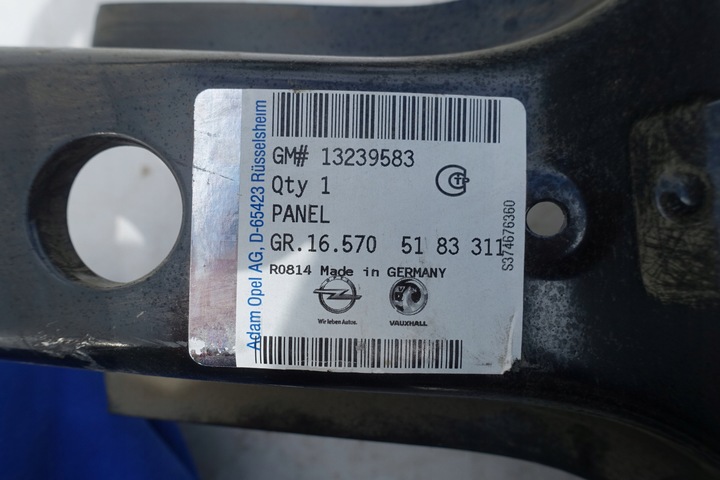 Adam Opel AG, D-65423 Rüsselsheim
GM# 13239583
Qty 1
PANEL
GR.16.570 51 83 311
R0814 Made in GERMANY
Wir leben Autos.
VAUXHALL
S374676360